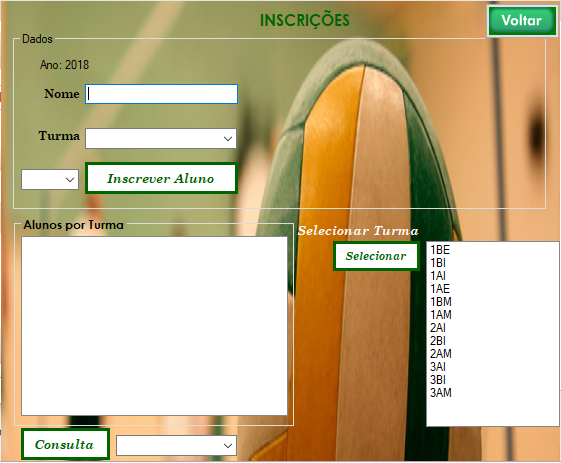 INSCRIÇÕES
Voltar
Dados
Ano: 2018
Nome
Turma
Inscrever Aluno
Alunos por Turma
Selecionar Turma
Selecionar
1BE
1BI
1AI
1AE
1BM
1AM
2AI
2BI
2AM
3AI
3BI
3AM
Consulta